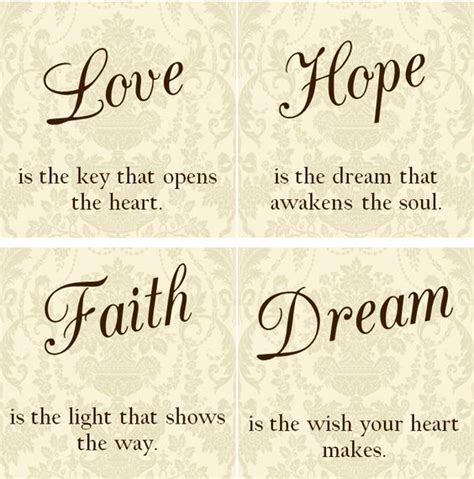 Love
is the key that opens
the heart.
Hope
is the dream that
awakens the soul.
Faith
is the light that shows
the way.
Dream
is the wish your heart
makes.